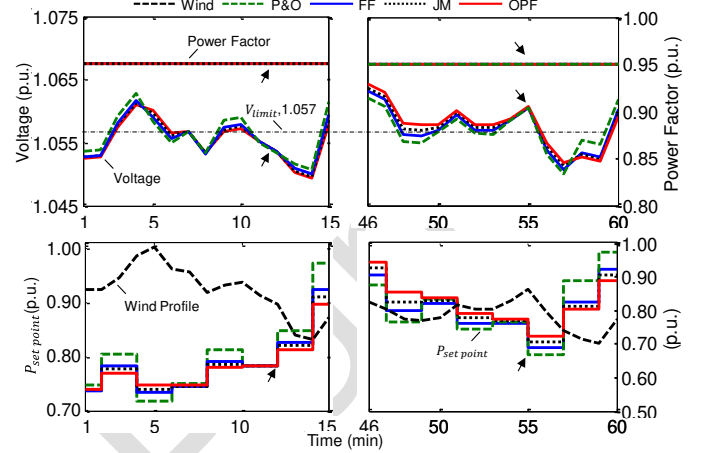 Wind P&O FF JM OPF
1.075
1.065
1.055
1.045
Voltage (p.u.)
Power Factor
V_limit, 1.057
Voltage
1 5 10 15
1.00
0.95
0.90
0.85
0.80
Power Factor (p.u.)
46 50 55 60
1.00
0.90
0.80
0.70
P_set point (p.u.)
Wind Profile
1 5 10 15
1.00
0.90
0.80
0.70
0.60
0.50
(p.u.)
P_set point
46 50 55 60
Time (min)